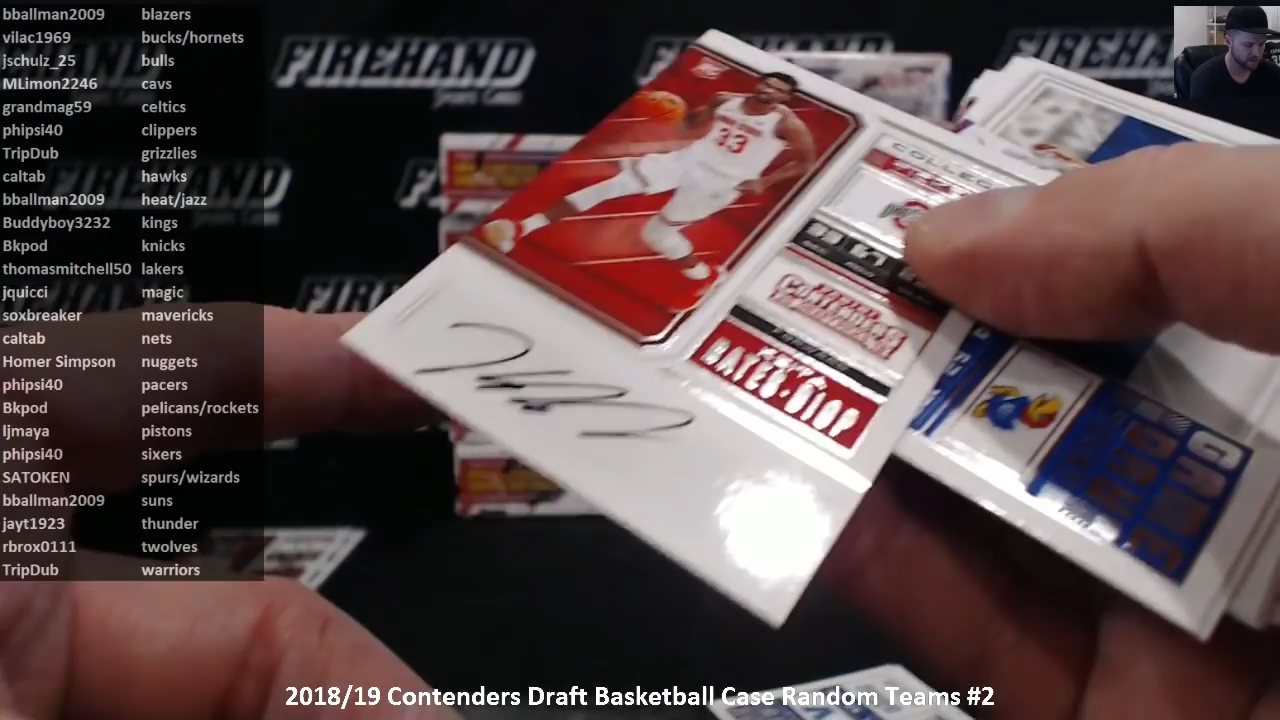 bballman2009 blazers
vilac1969 bucks/hornets
jschulz_25 bulls
MLimon2246 cavs
grandmag59 celtics
phipsi40 clippers
TripDub grizzlies
caltab hawks
bballman2009 heat/jazz
Buddyboy3232 kings
Bkpod knicks
thomasmitchell50 lakers
jquicci magic
soxbreaker mavericks
caltab nets
Homer Simpson nuggets
phipsi40 pacers
Bkpod pelicans/rockets
ljmaya pistons
phipsi40 sixers
SATOKEN spurs/wizards
bballman2009 suns
jayt1923 thunder
rbrox0111 twolves
TripDub warriors
FIREHAND
FIREHAND
33
CONTENDERS
BATES-DIOP
GAME
2018/19 Contenders Draft Basketball Case Random Teams #2